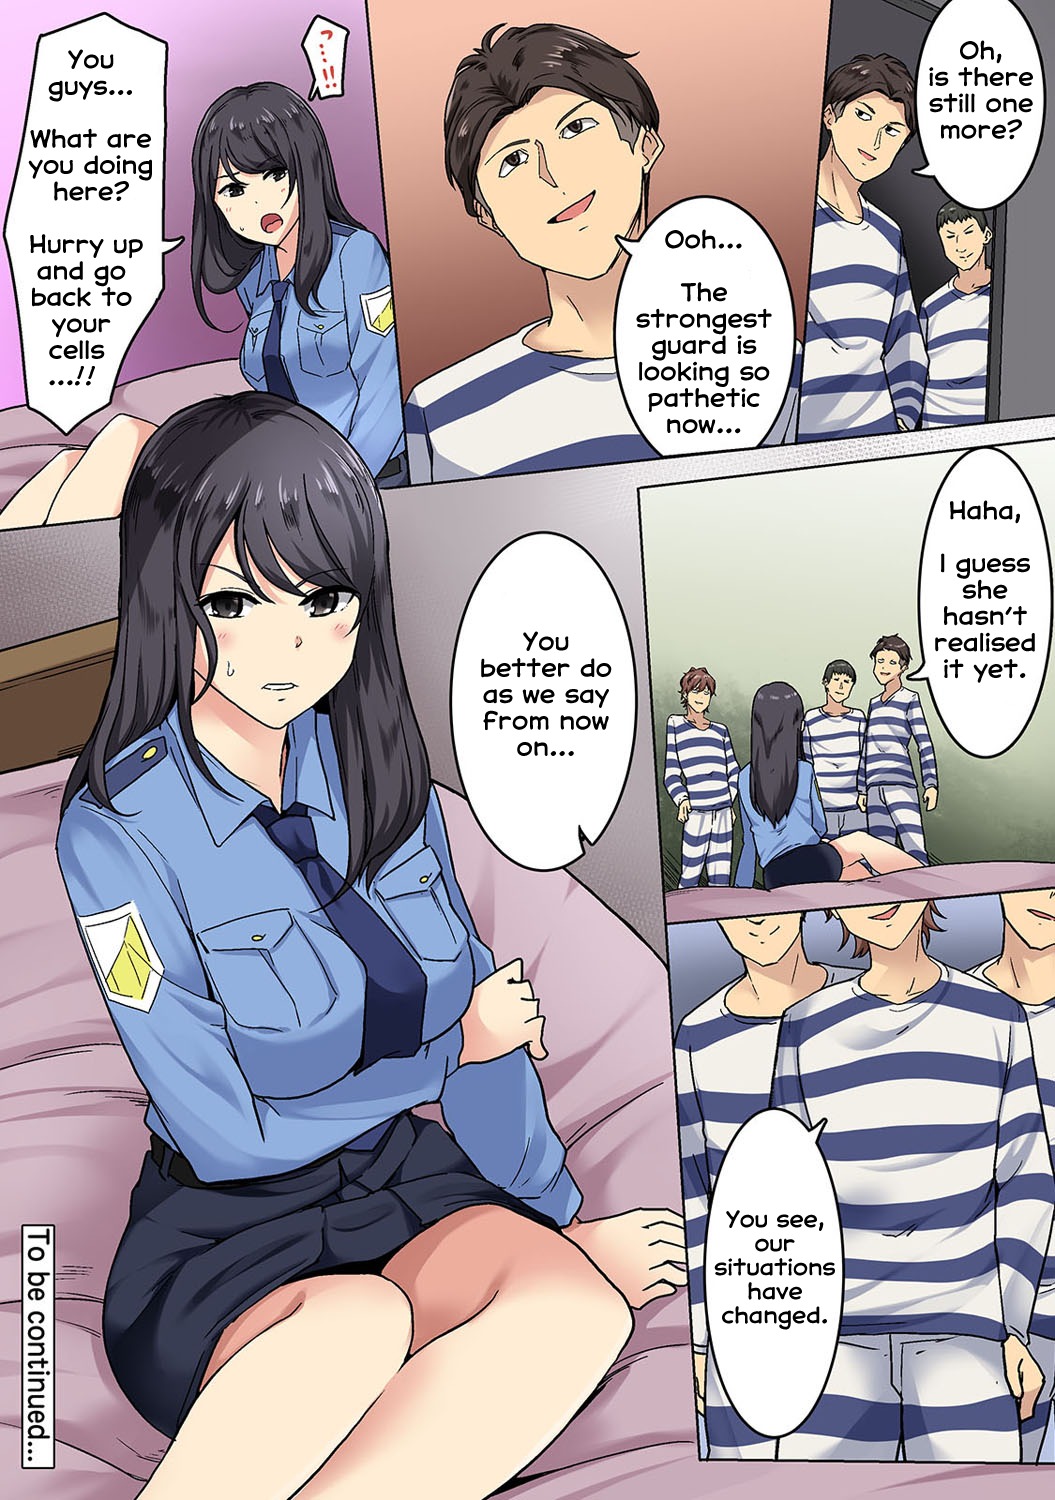 Oh,
is there
still one
more?
Ooh...
The
strongest
guard is
looking so
pathetic
now...
っ…!!
You
guys...
What are
you doing
here?
Hurry up
and go
back to
your
cells
...!!
Haha,
I guess
she
hasn't
realised
it yet.
You see,
our
situations
have
changed.
You
better do
as we say
from now
on...
To be continued...